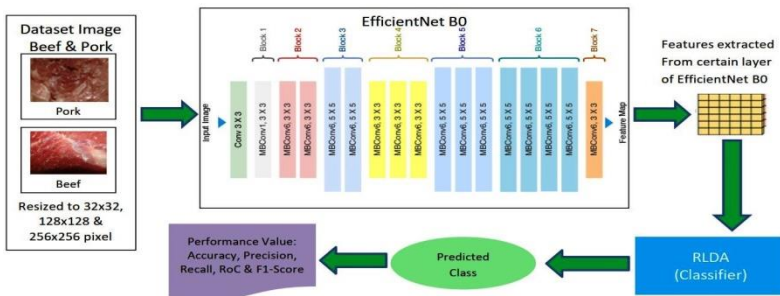 Dataset Image
Beef & Pork
Pork
Beef
Resized to 32x32,
128x128 &
256x256 pixel
EfficientNet B0
Block 1
Block 2
Block 3
Block 4
Block 5
Block 6
Block 7
Input Image
Conv 3 X 3
MBConv1, 3 X 3
MBConv6, 3 X 3
MBConv6, 3 X 3
MBConv6, 5 X 5
MBConv6, 5 X 5
MBConv6, 3 X 3
MBConv6, 3 X 3
MBConv6, 3 X 3
MBConv6, 5 X 5
MBConv6, 5 X 5
MBConv6, 5 X 5
MBConv6, 5 X 5
MBConv6, 5 X 5
MBConv6, 5 X 5
MBConv6, 5 X 5
MBConv6, 3 X 3
Feature Map
Features extracted
From certain layer
of EfficientNet B0
RLDA
(Classifier)
Predicted
Class
Performance Value:
Accuracy, Precision,
Recall, RoC & F1-Score